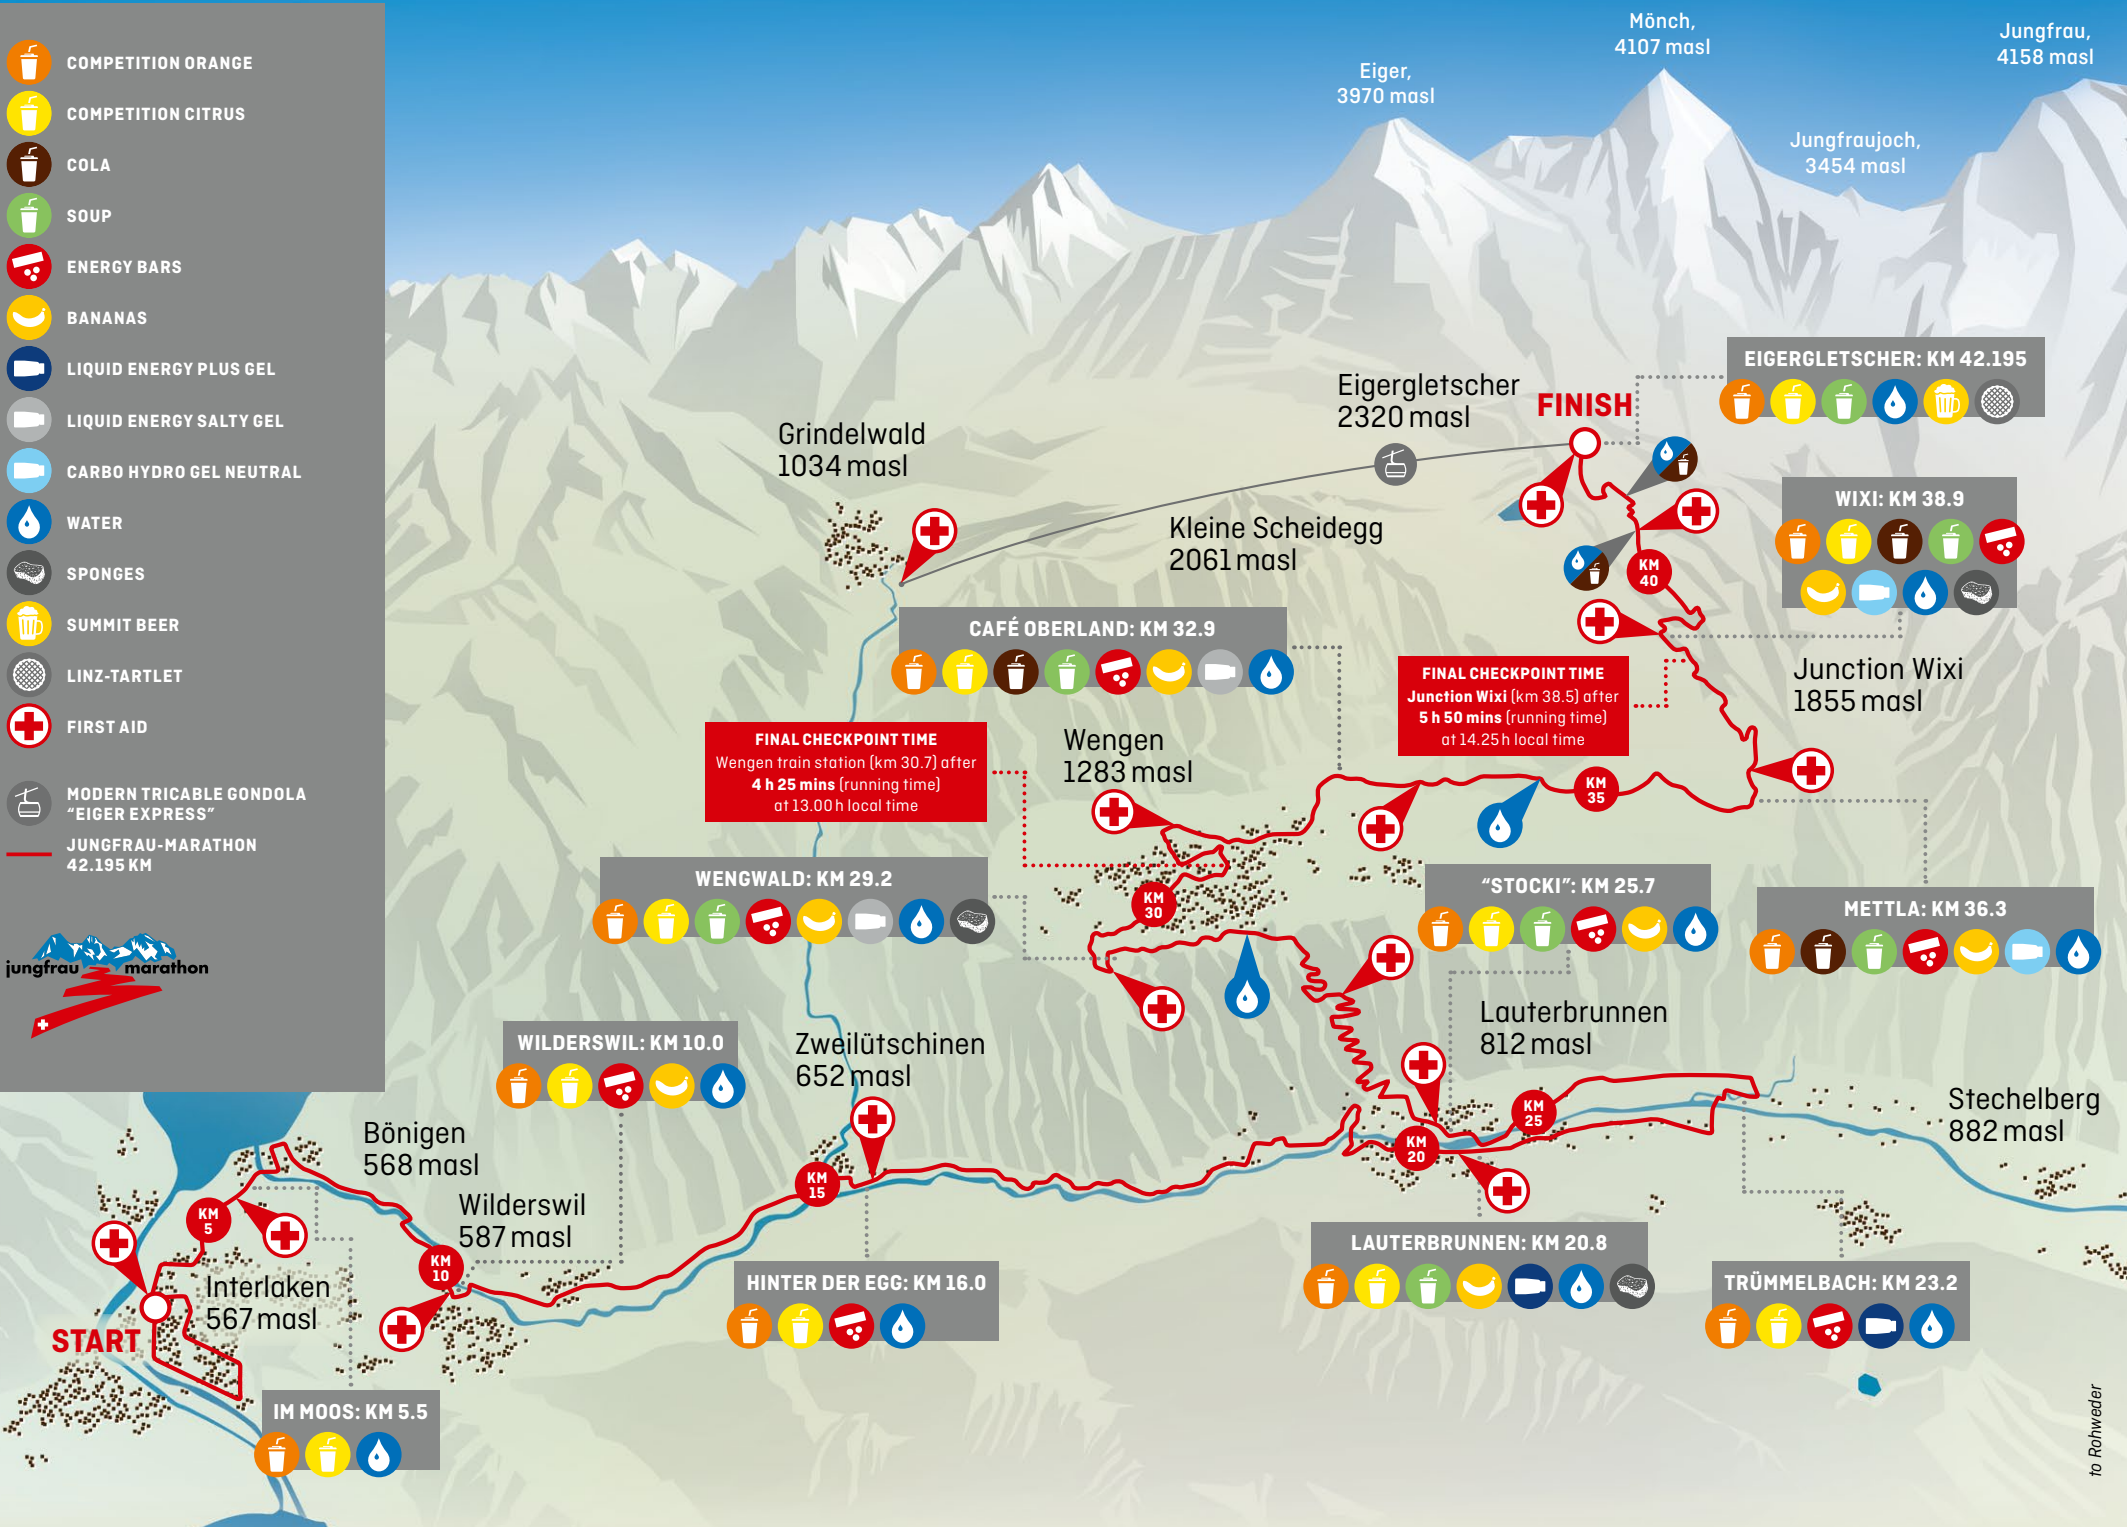 COMPETITION ORANGE
COMPETITION CITRUS
COLA
SOUP
ENERGY BARS
BANANAS
LIQUID ENERGY PLUS GEL
LIQUID ENERGY SALTY GEL
CARBO HYDRO GEL NEUTRAL
WATER
SPONGES
SUMMIT BEER
LINZ-TARTLET
FIRST AID
MODERN TRICABLE GONDOLA
“EIGER EXPRESS”
JUNGFRAU-MARATHON
42.195 KM
jungfrau marathon
Mönch,
4107 masl
Jungfrau,
4158 masl
Eiger,
3970 masl
Jungfraujoch,
3454 masl
EIGERGLETSCHER: KM 42.195
Eigergletscher
2320 masl
FINISH
Grindelwald
1034 masl
WIXI: KM 38.9
Kleine Scheidegg
2061 masl
KM
40
CAFÉ OBERLAND: KM 32.9
FINAL CHECKPOINT TIME
Junction Wixi (km 38.5) after
5 h 50 mins (running time)
at 14.25 h local time
Junction Wixi
1855 masl
FINAL CHECKPOINT TIME
Wengen train station (km 30.7) after
4 h 25 mins (running time)
at 13.00 h local time
Wengen
1283 masl
KM
35
WENGWALD: KM 29.2
KM
30
“STOCKI”: KM 25.7
METTLA: KM 36.3
WILDERSWIL: KM 10.0
Zweilütschinen
652 masl
Lauterbrunnen
812 masl
Stechelberg
882 masl
KM
25
KM
20
Bönigen
568 masl
KM
15
Wilderswil
587 masl
KM
5
KM
10
Interlaken
567 masl
START
HINTER DER EGG: KM 16.0
LAUTERBRUNNEN: KM 20.8
TRÜMMELBACH: KM 23.2
IM MOOS: KM 5.5
to Rohweder